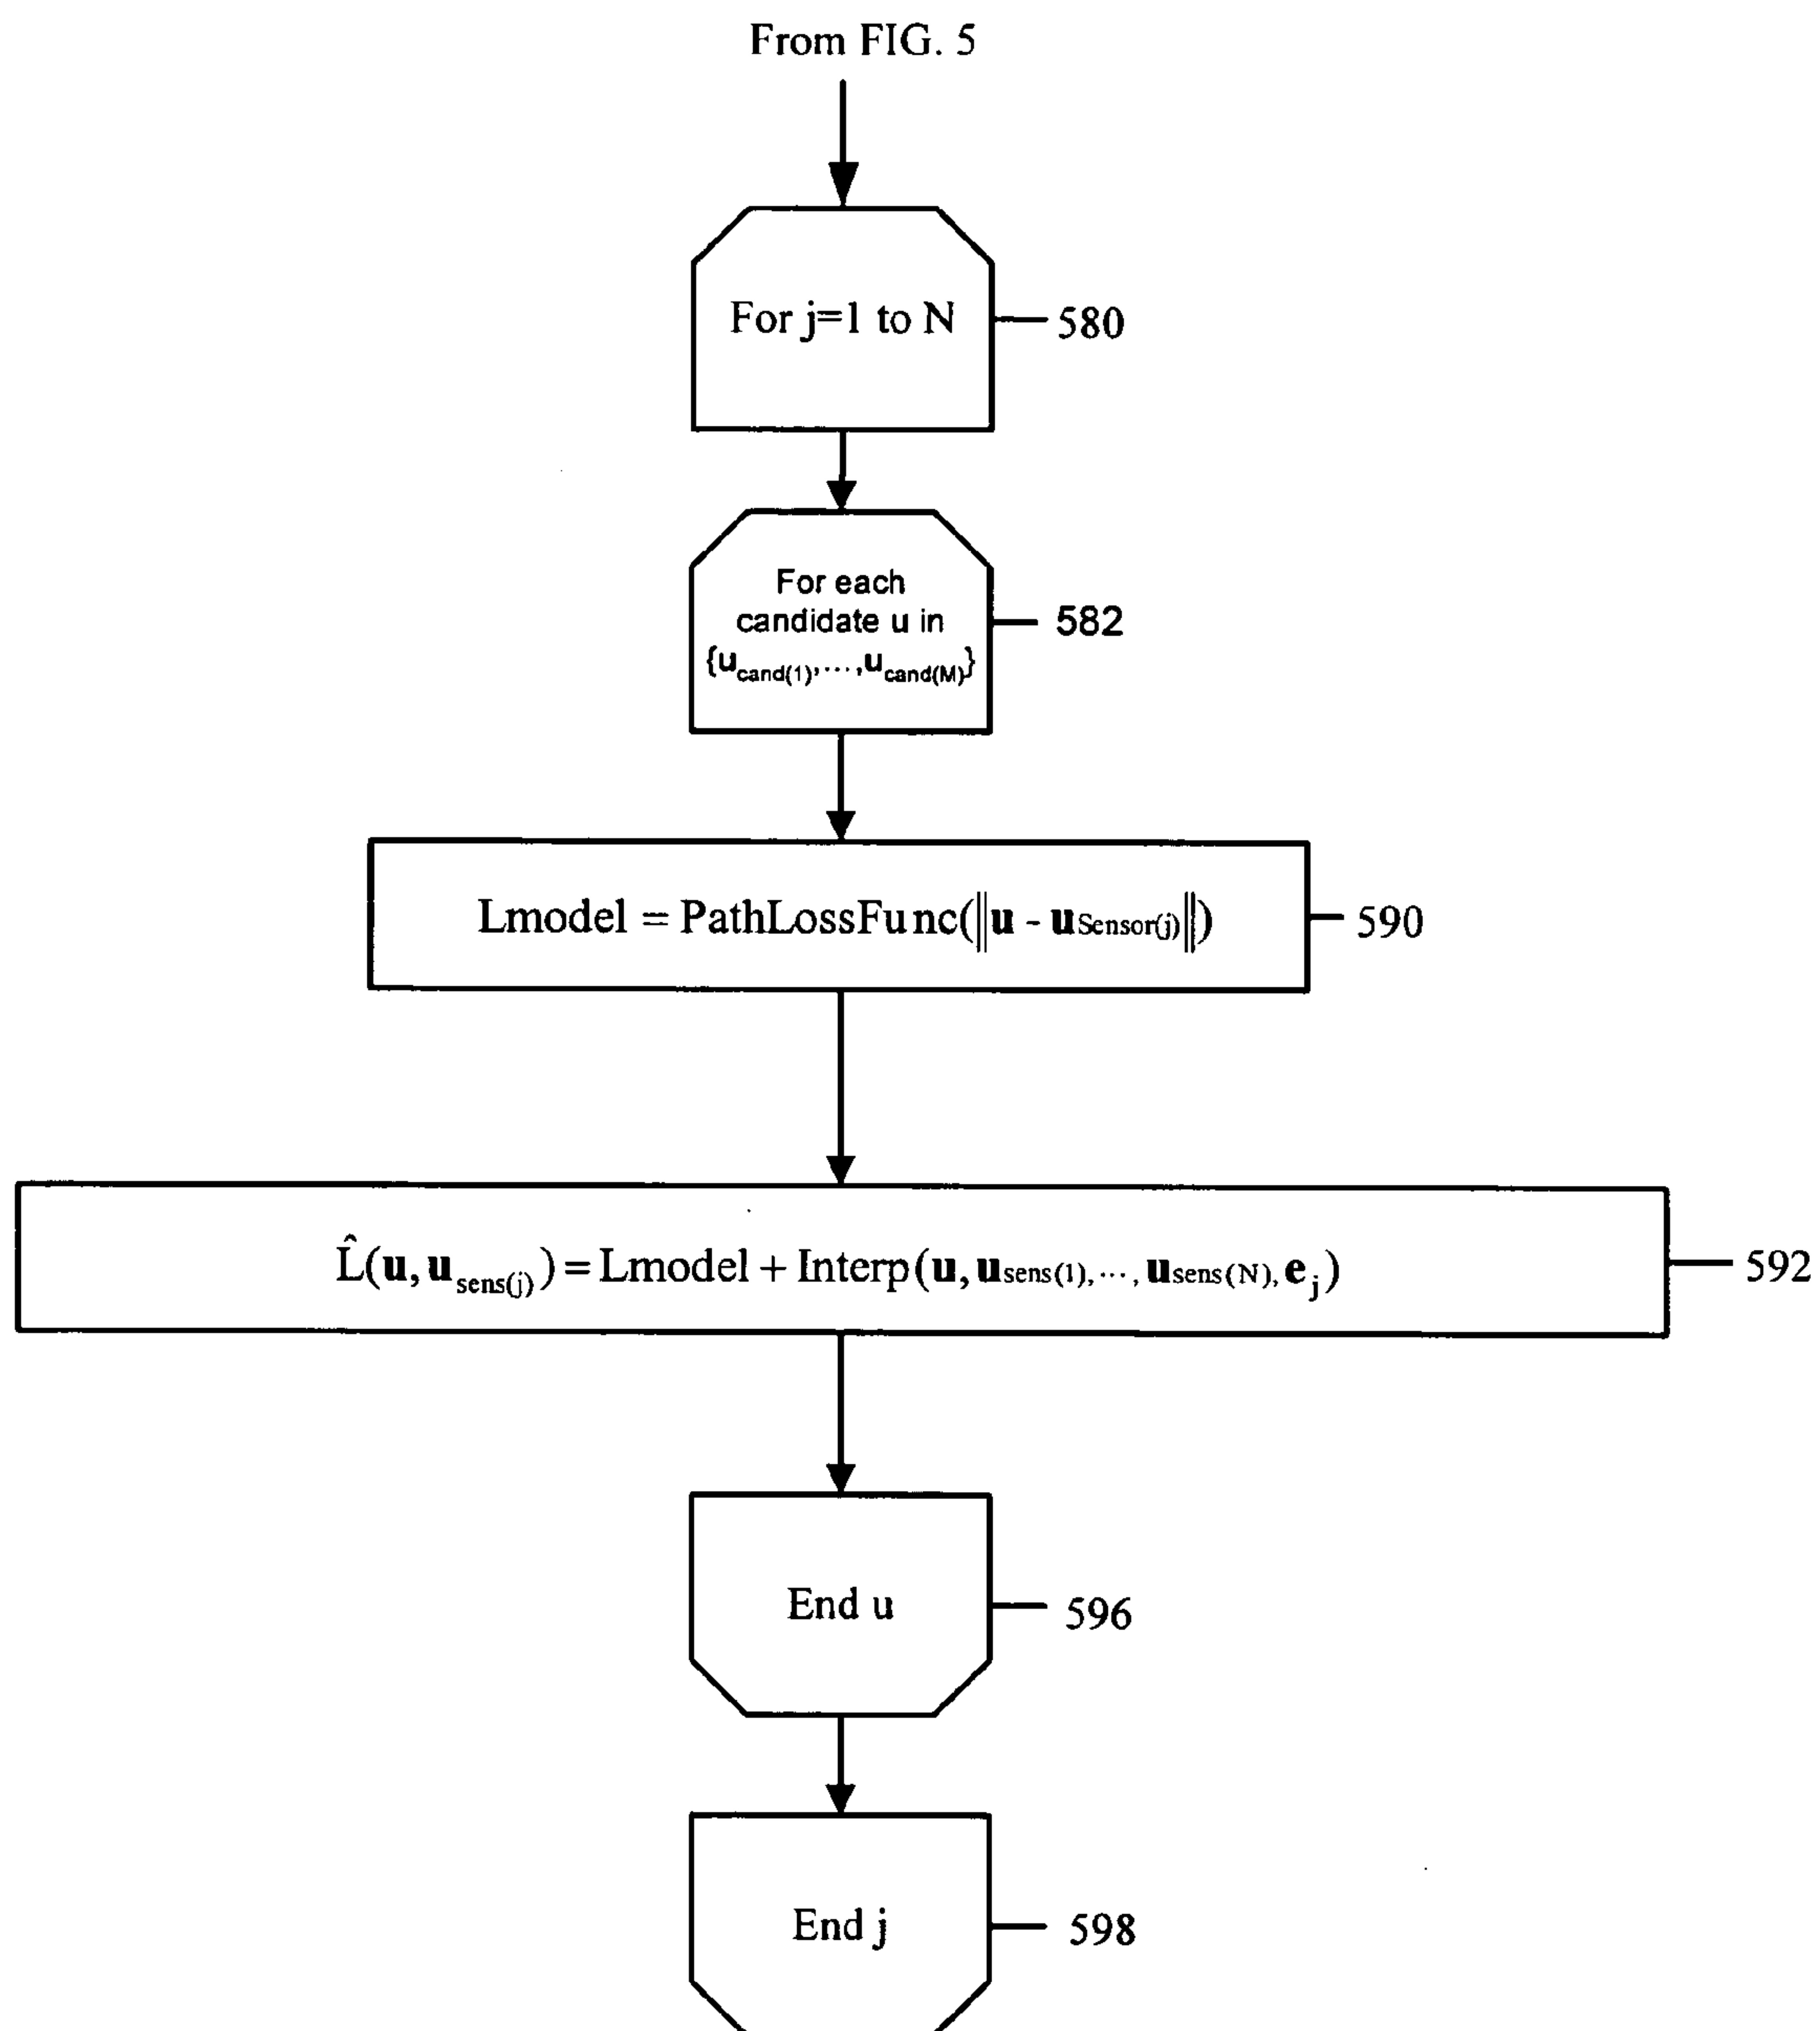 From FIG. 5
For j=1 to N
580
For each
candidate u in
{u_cand(1),...,u_cand(M)}
582
Lmodel = PathLossFunc(‖u - u_Sensor(j)‖)
590
L̂(u, u_sens(j)) = Lmodel + Interp(u, u_sens(1), ..., u_sens(N), e_j)
592
End u
596
End j
598